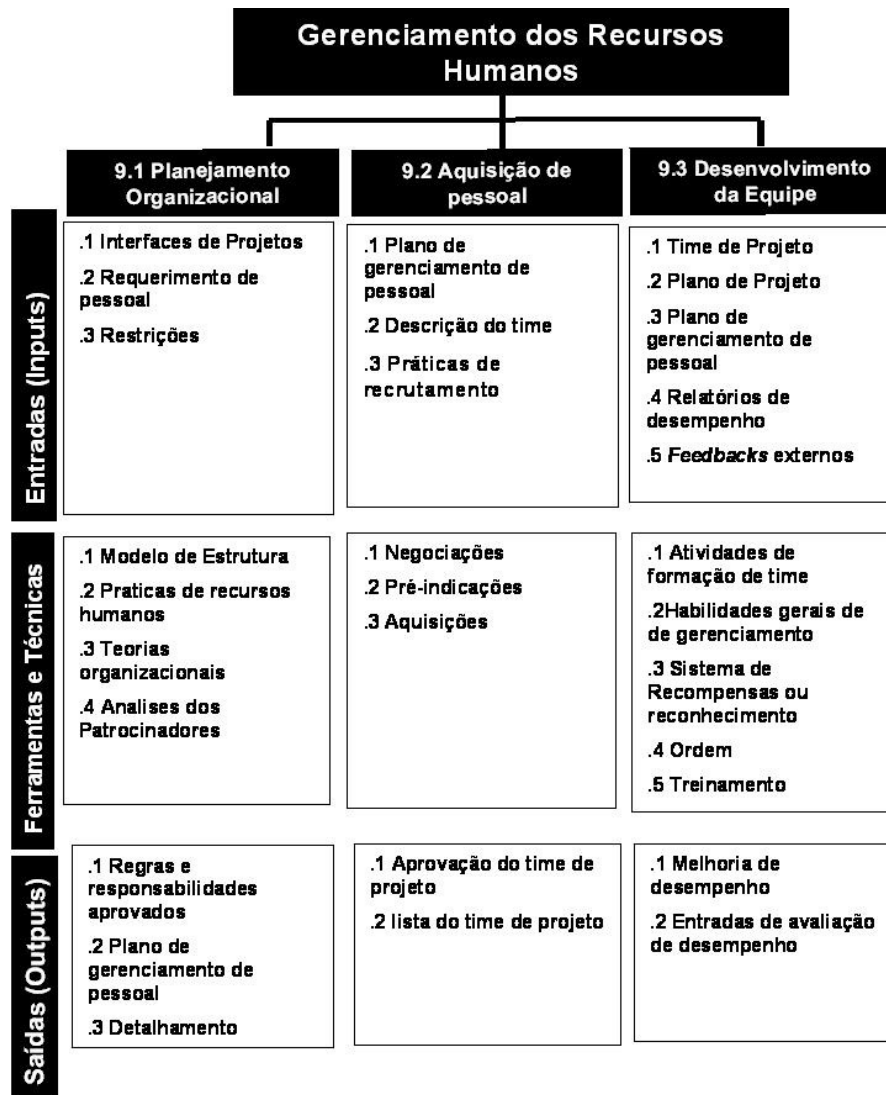 Gerenciamento dos Recursos
Humanos
9.1 Planejamento
Organizacional
9.2 Aquisição de
pessoal
9.3 Desenvolvimento
da Equipe
Entradas (Inputs)
.1 Interfaces de Projetos
.2 Requerimento de
pessoal
.3 Restrições
.1 Plano de
gerenciamento de
pessoal
.2 Descrição do time
.3 Práticas de
recrutamento
.1 Time de Projeto
.2 Plano de Projeto
.3 Plano de
gerenciamento de
pessoal
.4 Relatórios de
desempenho
.5 Feedbacks externos
Ferramentas e Técnicas
.1 Modelo de Estrutura
.2 Praticas de recursos
humanos
.3 Teorias
organizacionais
.4 Analises dos
Patrocinadores
.1 Negociações
.2 Pré-indicações
.3 Aquisições
.1 Atividades de
formação de time
.2Habilidades gerais de
de gerenciamento
.3 Sistema de
Recompensas ou
reconhecimento
.4 Ordem
.5 Treinamento
Saídas (Outputs)
.1 Regras e
responsabilidades
aprovados
.2 Plano de
gerenciamento de
pessoal
.3 Detalhamento
.1 Aprovação do time de
projeto
.2 lista do time de projeto
.1 Melhoria de
desempenho
.2 Entradas de avaliação
de desempenho